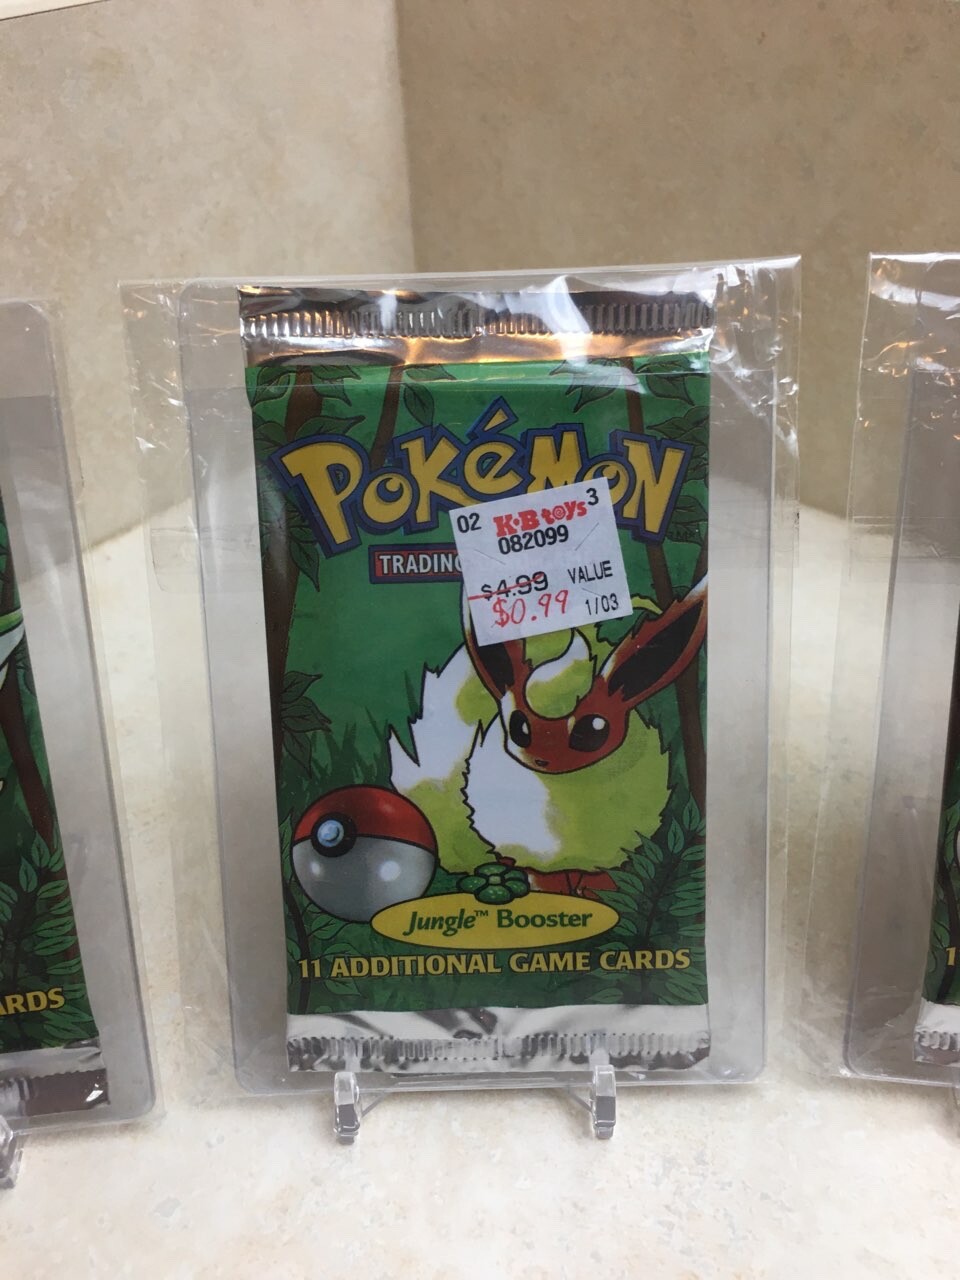 POKéMON
TRADING
02 K·B toys 3
082099
$4.99 VALUE
$0.99 1/03
Jungle™ Booster
11 ADDITIONAL GAME CARDS
ARDS
1